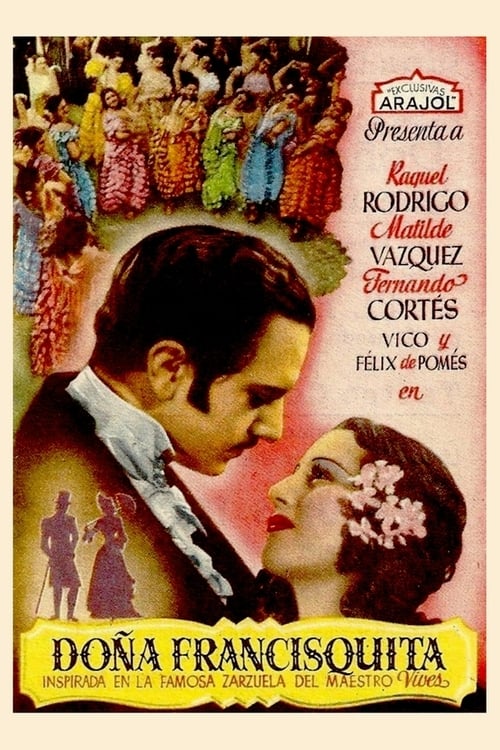 "EXCLUSIVAS
ARAJOL"
Presenta a
Raquel
RODRIGO
Matilde
VAZQUEZ
Fernando
CORTÉS
VICO y
FÉLIX de POMÉS
en
DOÑA FRANCISQUITA
INSPIRADA EN LA FAMOSA ZARZUELA DEL MAESTRO Vives